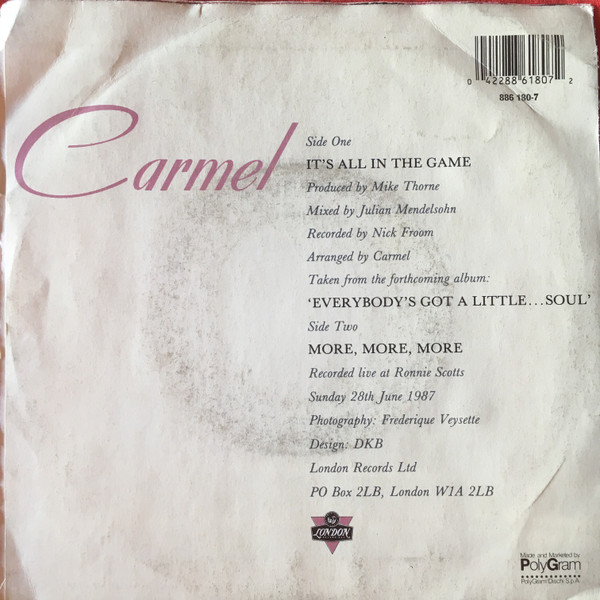 0 42288 61807 2
886 180-7
Carmel
Side One
IT'S ALL IN THE GAME
Produced by Mike Thorne
Mixed by Julian Mendelsohn
Recorded by Nick Froom
Arranged by Carmel
Taken from the forthcoming album:
'EVERYBODY'S GOT A LITTLE...SOUL'
Side Two
MORE, MORE, MORE
Recorded live at Ronnie Scotts
Sunday 28th June 1987
Photography: Frederique Veysette
Design: DKB
London Records Ltd
PO Box 2LB, London W1A 2LB
LONDON
Made and Marketed by
PolyGram
PolyGram Dischi S.p.A.